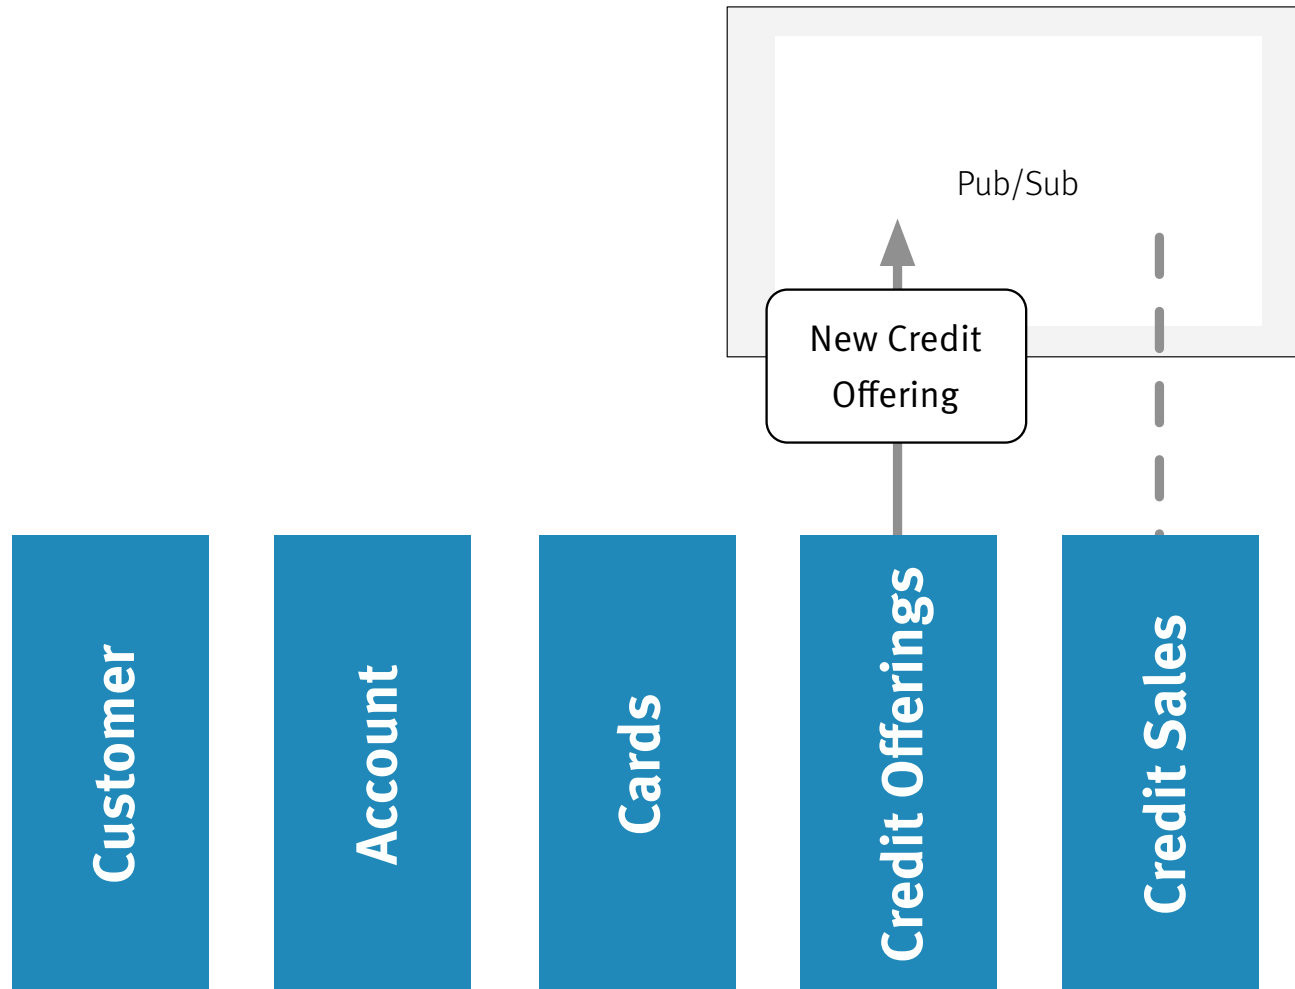 Pub/Sub
New Credit
Offering
Customer
Account
Cards
Credit Offerings
Credit Sales